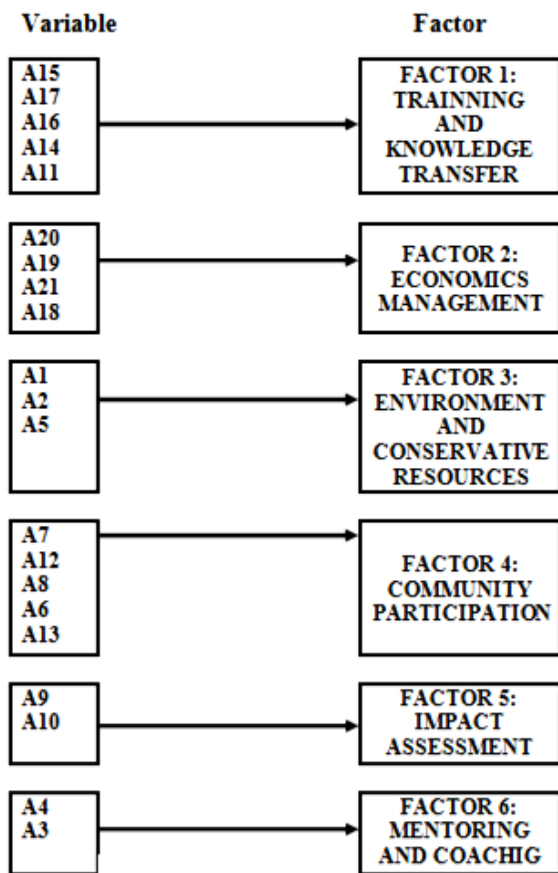 Variable Factor
A15
A17
A16
A14
A11
FACTOR 1:
TRAINNING
AND
KNOWLEDGE
TRANSFER
A20
A19
A21
A18
FACTOR 2:
ECONOMICS
MANAGEMENT
A1
A2
A5
FACTOR 3:
ENVIRONMENT
AND
CONSERVATIVE
RESOURCES
A7
A12
A8
A6
A13
FACTOR 4:
COMMUNITY
PARTICIPATION
A9
A10
FACTOR 5:
IMPACT
ASSESSMENT
A4
A3
FACTOR 6:
MENTORING
AND COACHIG